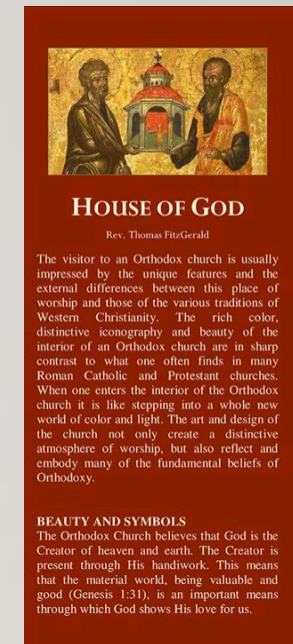 HOUSE OF GOD
Rev. Thomas FitzGerald
The visitor to an Orthodox church is usually
impressed by the unique features and the
external differences between this place of
worship and those of the various traditions of
Western Christianity. The rich color,
distinctive iconography and beauty of the
interior of an Orthodox church are in sharp
contrast to what one often finds in many
Roman Catholic and Protestant churches.
When one enters the interior of the Orthodox
church it is like stepping into a whole new
world of color and light. The art and design of
the church not only create a distinctive
atmosphere of worship, but also reflect and
embody many of the fundamental beliefs of
Orthodoxy.
BEAUTY AND SYMBOLS
The Orthodox Church believes that God is the
Creator of heaven and earth. The Creator is
present through His handiwork. This means
that the material world, being valuable and
good (Genesis 1:31), is an important means
through which God shows His love for us.